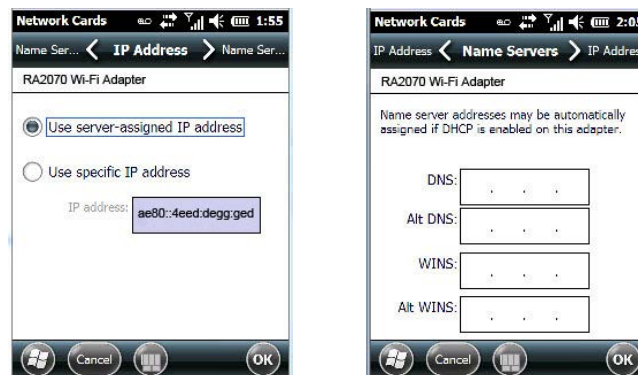 Network Cards 1:55
Name Ser... IP Address Name Ser...
RA2070 Wi-Fi Adapter
Use server-assigned IP address
Use specific IP address
IP address: ae80::4eed:degg:ged
Cancel OK
Network Cards 2:05
IP Address Name Servers IP Addres
RA2070 Wi-Fi Adapter
Name server addresses may be automatically
assigned if DHCP is enabled on this adapter.
DNS: . . .
Alt DNS: . . .
WINS: . . .
Alt WINS: . . .
Cancel OK